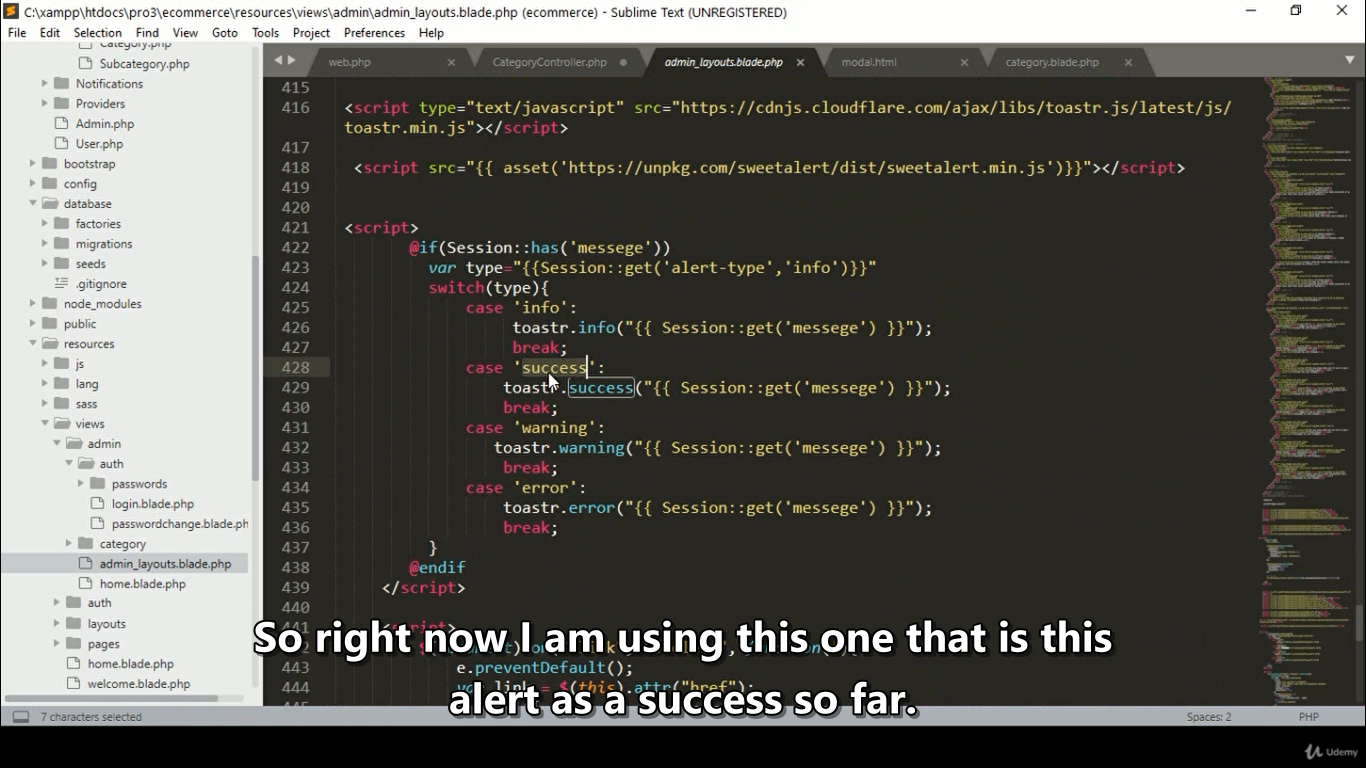 C:\xampp\htdocs\pro3\ecommerce\resources\views\admin\admin_layouts.blade.php (ecommerce) - Sublime Text (UNREGISTERED)
File Edit Selection Find View Goto Tools Project Preferences Help
Category.php
Subcategory.php
Notifications
Providers
Admin.php
User.php
bootstrap
config
database
factories
migrations
seeds
.gitignore
node_modules
public
resources
js
lang
sass
views
admin
auth
passwords
login.blade.php
passwordchange.blade.ph
category
admin_layouts.blade.php
home.blade.php
auth
layouts
pages
home.blade.php
welcome.blade.php
web.php CategoryController.php admin_layouts.blade.php modal.html category.blade.php
415
416 <script type="text/javascript" src="https://cdnjs.cloudflare.com/ajax/libs/toastr.js/latest/js/
toastr.min.js"></script>
417
418 <script src="{{ asset('https://unpkg.com/sweetalert/dist/sweetalert.min.js')}}"></script>
419
420
421 <script>
422 @if(Session::has('messege'))
423 var type="{{Session::get('alert-type','info')}}"
424 switch(type){
425 case 'info':
426 toastr.info("{{ Session::get('messege') }}");
427 break;
428 case 'success':
429 toastr.success("{{ Session::get('messege') }}");
430 break;
431 case 'warning':
432 toastr.warning("{{ Session::get('messege') }}");
433 break;
434 case 'error':
435 toastr.error("{{ Session::get('messege') }}");
436 break;
437 }
438 @endif
439 </script>
440
443 e.preventDefault();
444 var link = $(this).attr("href");
So right now I am using this one that is this
alert as a success so far.
7 characters selected Spaces: 2 PHP
Udemy